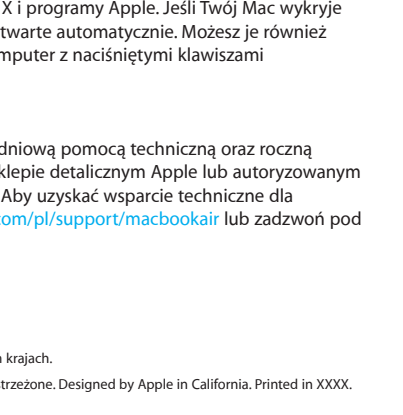 X i programy Apple. Jeśli Twój Mac wykryje
twarte automatycznie. Możesz je również
mputer z naciśniętymi klawiszami
dniową pomocą techniczną oraz roczną
klepie detalicznym Apple lub autoryzowanym
Aby uzyskać wsparcie techniczne dla
com/pl/support/macbookair lub zadzwoń pod
krajach.
trzeżone. Designed by Apple in California. Printed in XXXX.